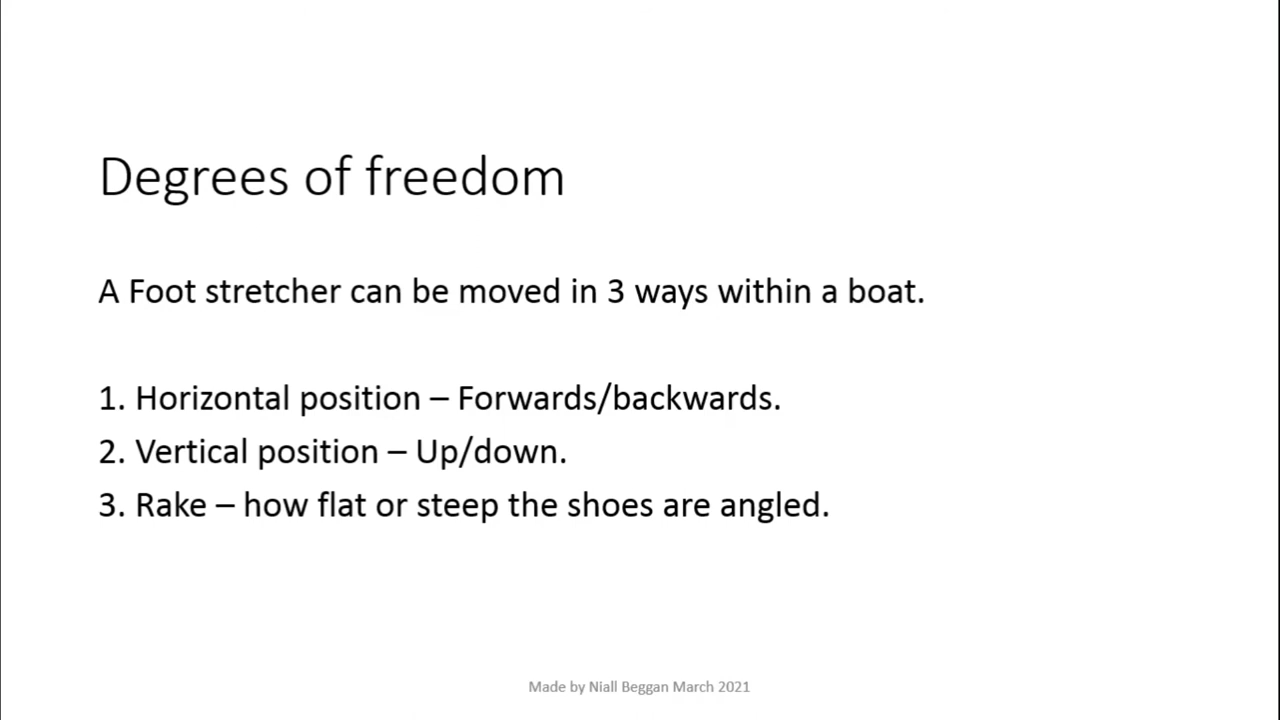 Degrees of freedom
A Foot stretcher can be moved in 3 ways within a boat.
1. Horizontal position – Forwards/backwards.
2. Vertical position – Up/down.
3. Rake – how flat or steep the shoes are angled.
Made by Niall Beggan March 2021